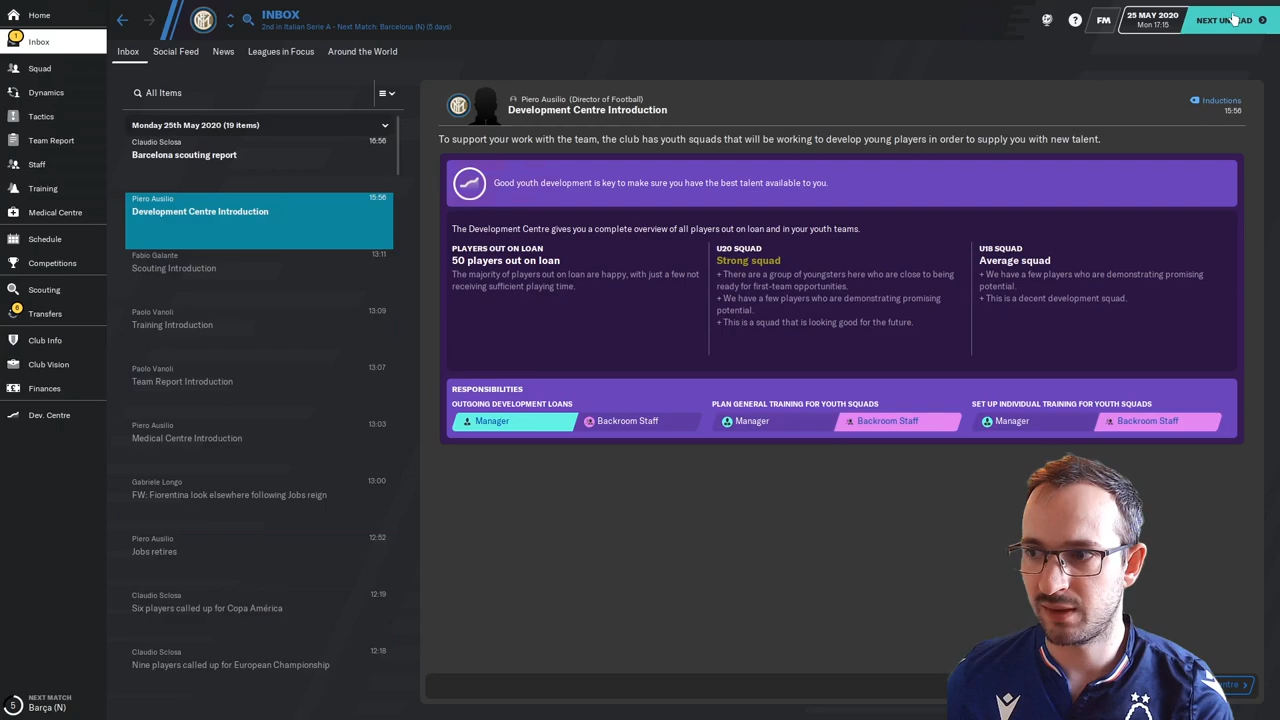 Home
Inbox
1
Squad
Dynamics
Tactics
Team Report
Staff
Training
Medical Centre
Schedule
Competitions
Scouting
6
Transfers
Club Info
Club Vision
Finances
Dev. Centre
5
NEXT MATCH
Barça (N)
INBOX
2nd in Italian Serie A - Next Match: Barcelona (N) (5 days)
FM
25 MAY 2020
Mon 17:15
Inbox
Social Feed
News
Leagues in Focus
Around the World
All Items
Monday 25th May 2020 (19 items)
Claudio Sclosa 16:56
Barcelona scouting report
Piero Ausilio 15:56
Development Centre Introduction
Fabio Galante 13:11
Scouting Introduction
Paolo Vanoli 13:09
Training Introduction
Paolo Vanoli 13:07
Team Report Introduction
Piero Ausilio 13:03
Medical Centre Introduction
Gabriele Longo 13:00
FW: Fiorentina look elsewhere following Jobs reign
Piero Ausilio 12:52
Jobs retires
Claudio Sclosa 12:19
Six players called up for Copa América
Claudio Sclosa 12:18
Nine players called up for European Championship
Piero Ausilio (Director of Football)
Development Centre Introduction
Inductions
15:56
To support your work with the team, the club has youth squads that will be working to develop young players in order to supply you with new talent.
Good youth development is key to make sure you have the best talent available to you.
The Development Centre gives you a complete overview of all players out on loan and in your youth teams.
PLAYERS OUT ON LOAN
50 players out on loan
The majority of players out on loan are happy, with just a few not
receiving sufficient playing time.
U20 SQUAD
Strong squad
+ There are a group of youngsters here who are close to being
ready for first-team opportunities.
+ We have a few players who are demonstrating promising
potential.
+ This is a squad that is looking good for the future.
U18 SQUAD
Average squad
+ We have a few players who are demonstrating promising
potential.
+ This is a decent development squad.
RESPONSIBILITIES
OUTGOING DEVELOPMENT LOANS
Manager
Backroom Staff
PLAN GENERAL TRAINING FOR YOUTH SQUADS
Manager
Backroom Staff
SET UP INDIVIDUAL TRAINING FOR YOUTH SQUADS
Manager
Backroom Staff